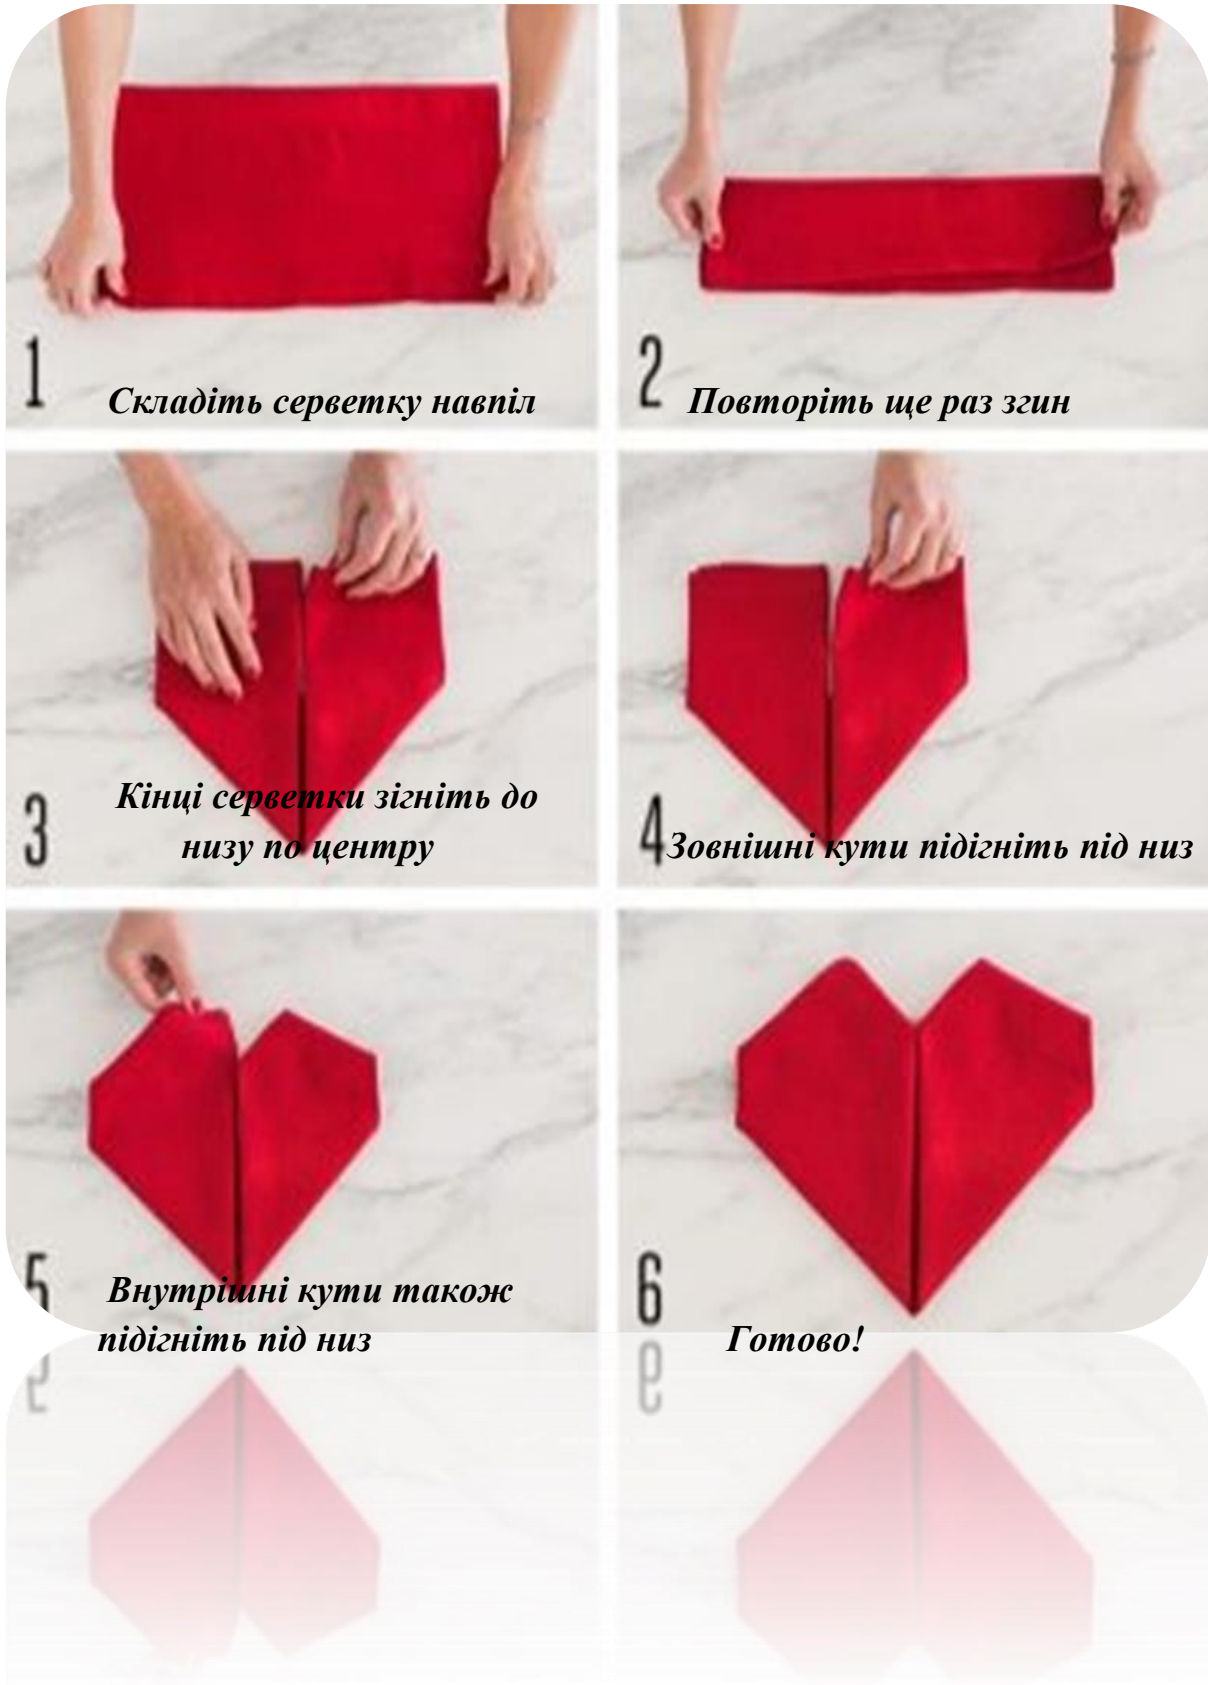 1
Складіть серветку навпіл
2
Повторіть ще раз згин
3
Кінці серветки зігніть до
низу по центру
4
Зовнішні кути підігніть під низ
5
Внутрішні кути також
підігніть під низ
6
Готово!